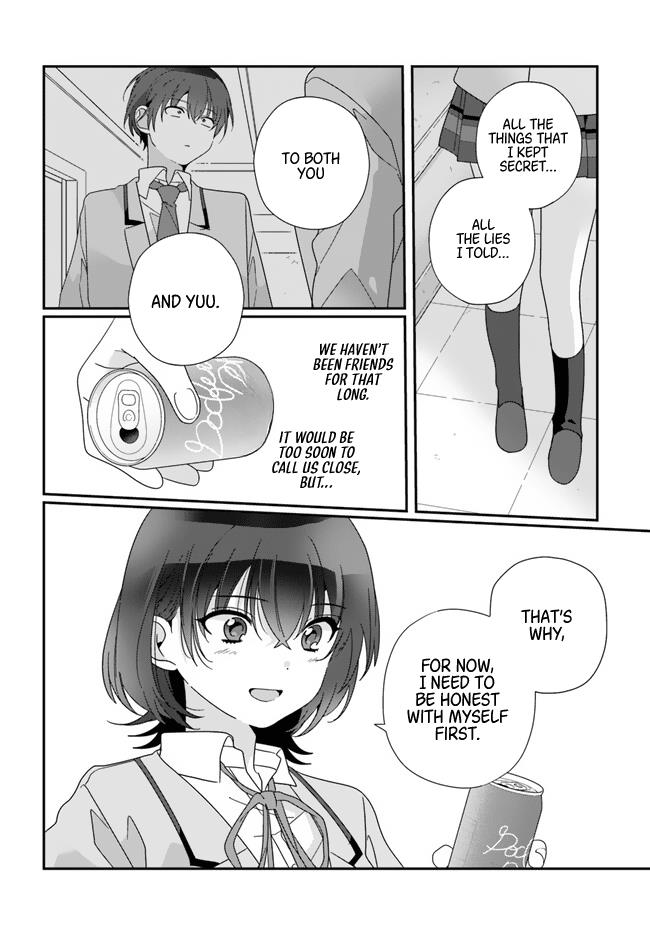 ALL THE
THINGS THAT
I KEPT
SECRET...
ALL
THE LIES
I TOLD...
TO BOTH
YOU
AND YUU.
WE HAVEN'T
BEEN FRIENDS
FOR THAT
LONG.
IT WOULD BE
TOO SOON TO
CALL US CLOSE,
BUT...
THAT'S
WHY,
FOR NOW,
I NEED TO
BE HONEST
WITH MYSELF
FIRST.